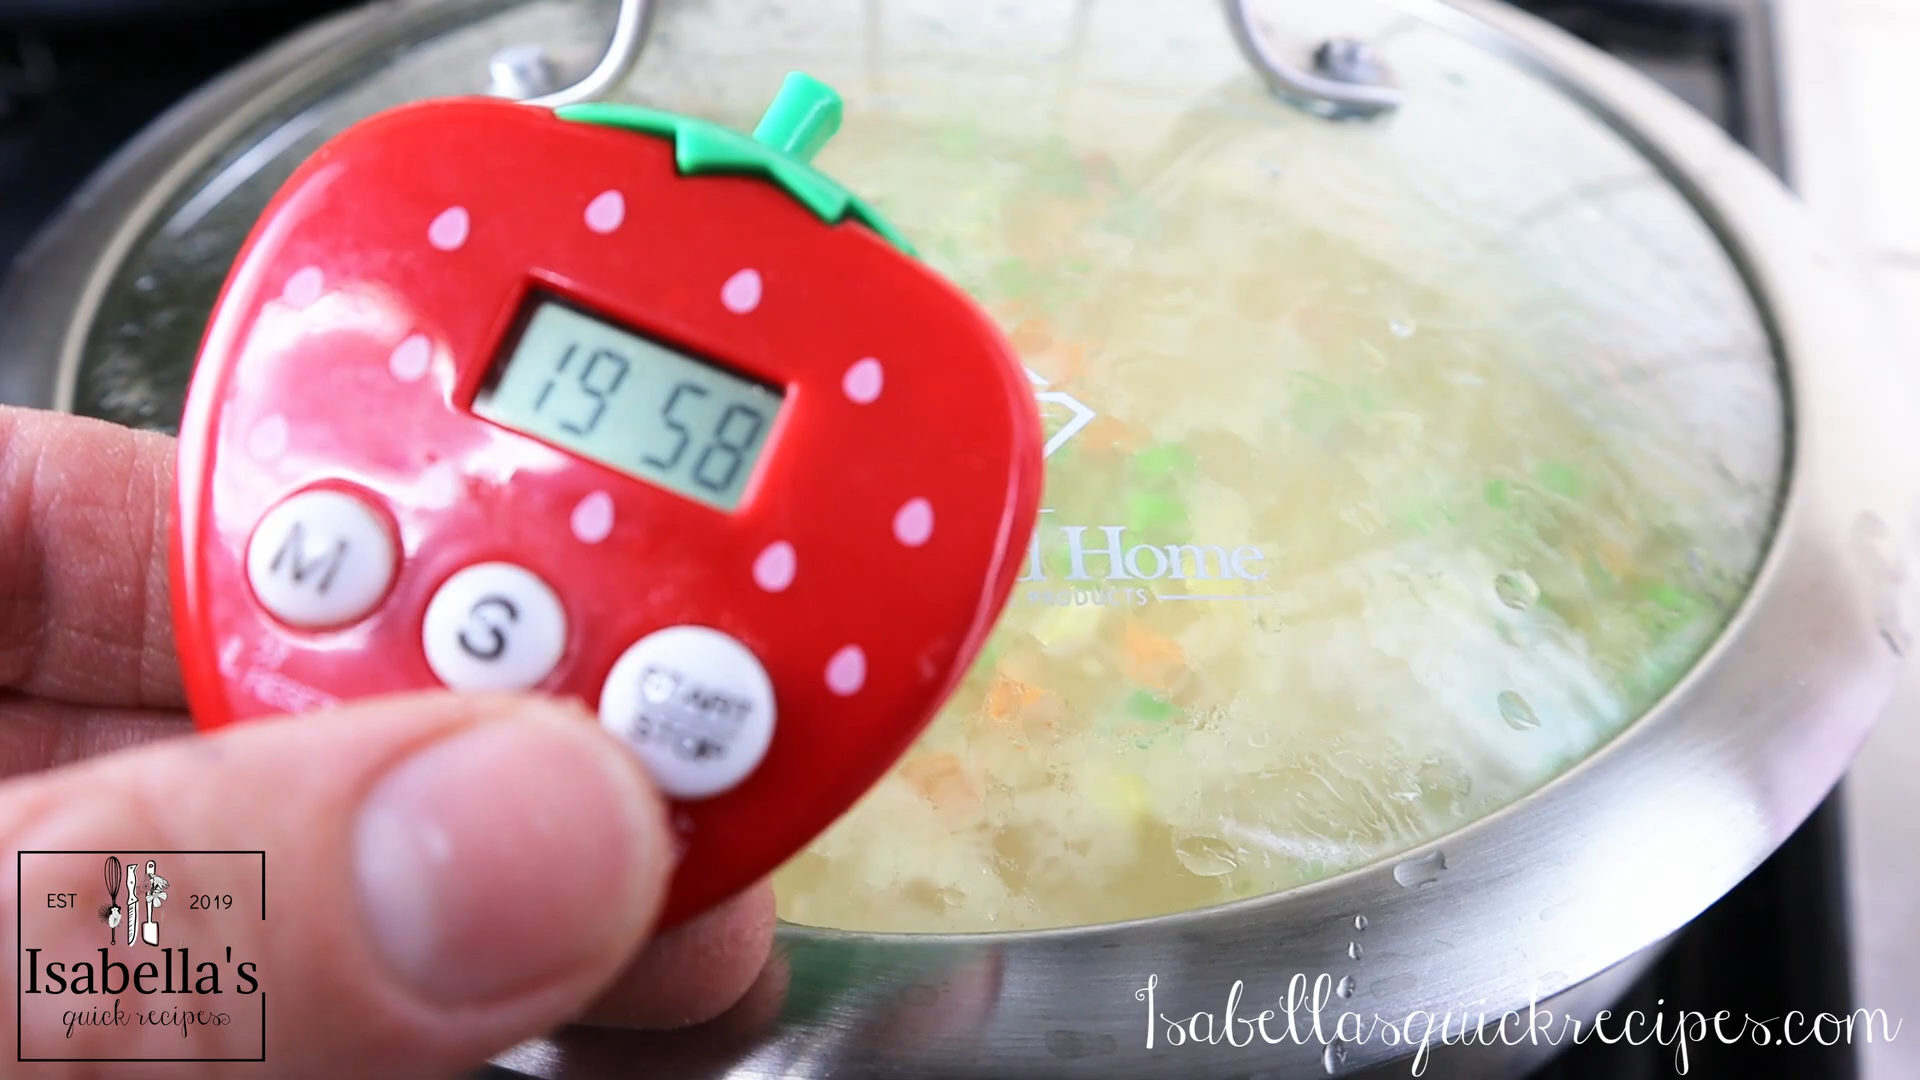 19 58
M
S
START
STOP
Home
PRODUCTS
EST
2019
Isabella's
quick recipes
Isabellasquickrecipes.com